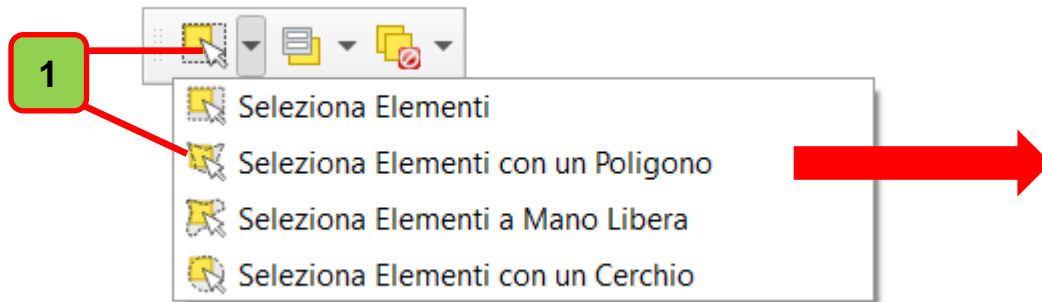 1
Seleziona Elementi
Seleziona Elementi con un Poligono
Seleziona Elementi a Mano Libera
Seleziona Elementi con un Cerchio